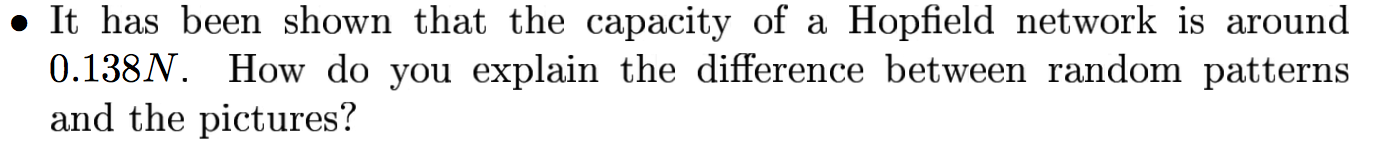 • It has been shown that the capacity of a Hopfield network is around
0.138N. How do you explain the difference between random patterns
and the pictures?